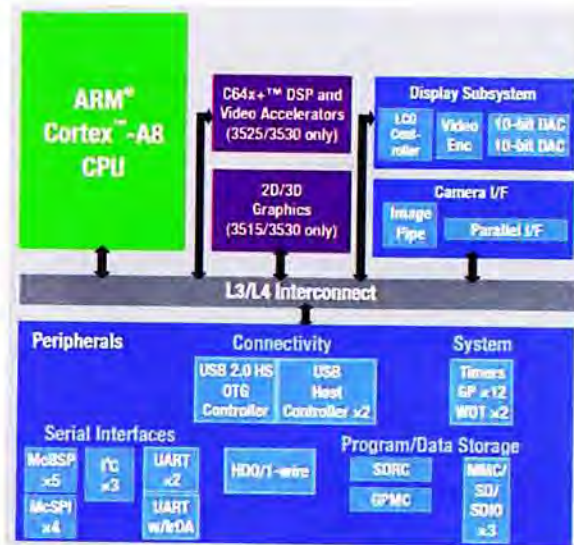 ARM®
Cortex™-A8
CPU
C64x+™ DSP and
Video Accelerators
(3525/3530 only)
2D/3D
Graphics
(3515/3530 only)
Display Subsystem
LCD
Cont-
roller
Video
Enc
10-bit DAC
10-bit DAC
Camera I/F
Image
Pipe
Parallel I/F
L3/L4 Interconnect
Peripherals
Connectivity
USB 2.0 HS
OTG
Controller
USB
Host
Controller x2
System
Timers
GP x12
WDT x2
Serial Interfaces
McBSP
x5
McSPI
x4
I²C
x3
UART
x2
UART
w/IrDA
HDQ/1-wire
Program/Data Storage
SDRC
GPMC
MMC/
SD/
SDIO
x3